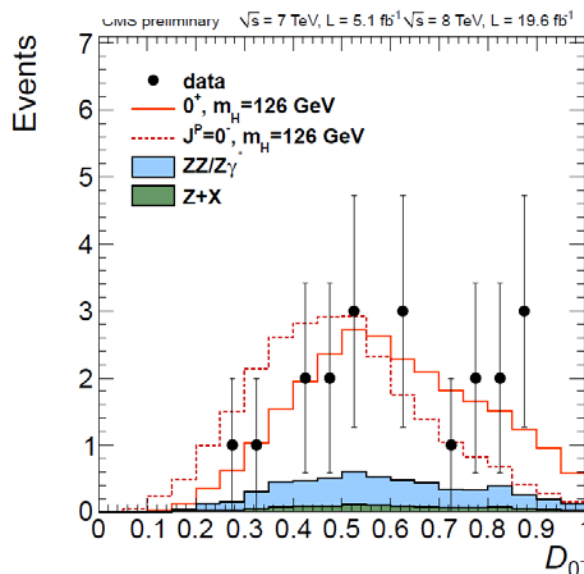 CMS preliminary √s = 7 TeV, L = 5.1 fb⁻¹ √s = 8 TeV, L = 19.6 fb⁻¹
Events
7
6
5
4
3
2
1
0
data
0⁺, m_H=126 GeV
J^P=0⁻, m_H=126 GeV
ZZ/Zγ*
Z+X
0 0.1 0.2 0.3 0.4 0.5 0.6 0.7 0.8 0.9
D_0-